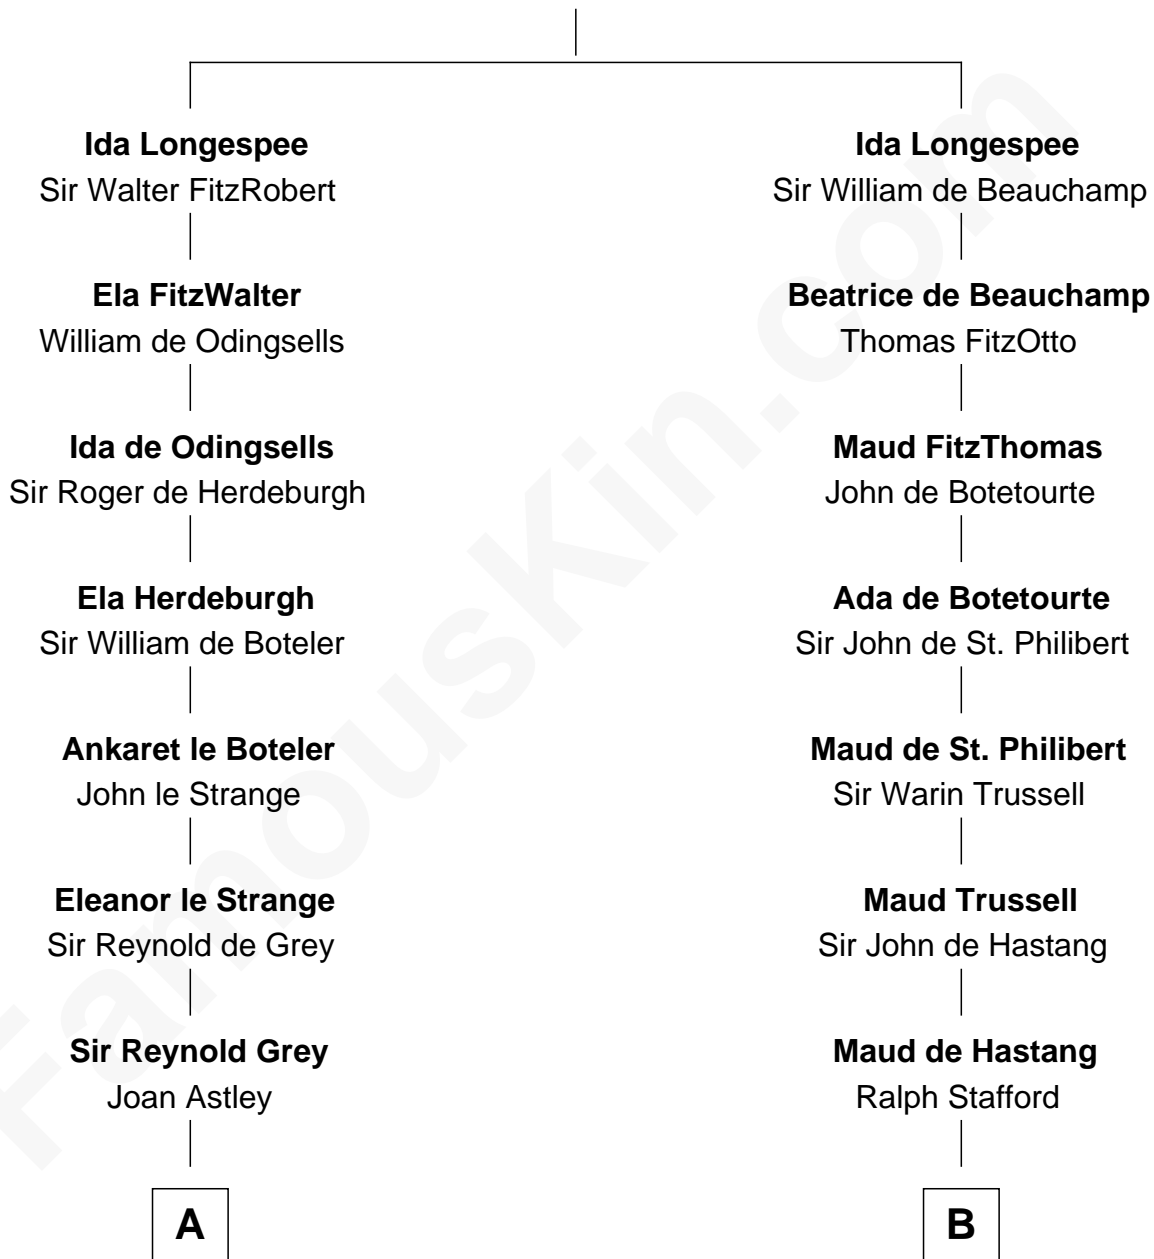 Ida Longespee
Sir Walter FitzRobert
Ela FitzWalter
William de Odingsells
Ida de Odingsells
Sir Roger de Herdeburgh
Ela Herdeburgh
Sir William de Boteler
Ankaret le Boteler
John le Strange
Eleanor le Strange
Sir Reynold de Grey
Sir Reynold Grey
Joan Astley
A
Ida Longespee
Sir William de Beauchamp
Beatrice de Beauchamp
Thomas FitzOtto
Maud FitzThomas
John de Botetourte
Ada de Botetourte
Sir John de St. Philibert
Maud de St. Philibert
Sir Warin Trussell
Maud Trussell
Sir John de Hastang
Maud de Hastang
Ralph Stafford
B
FamousKin.com